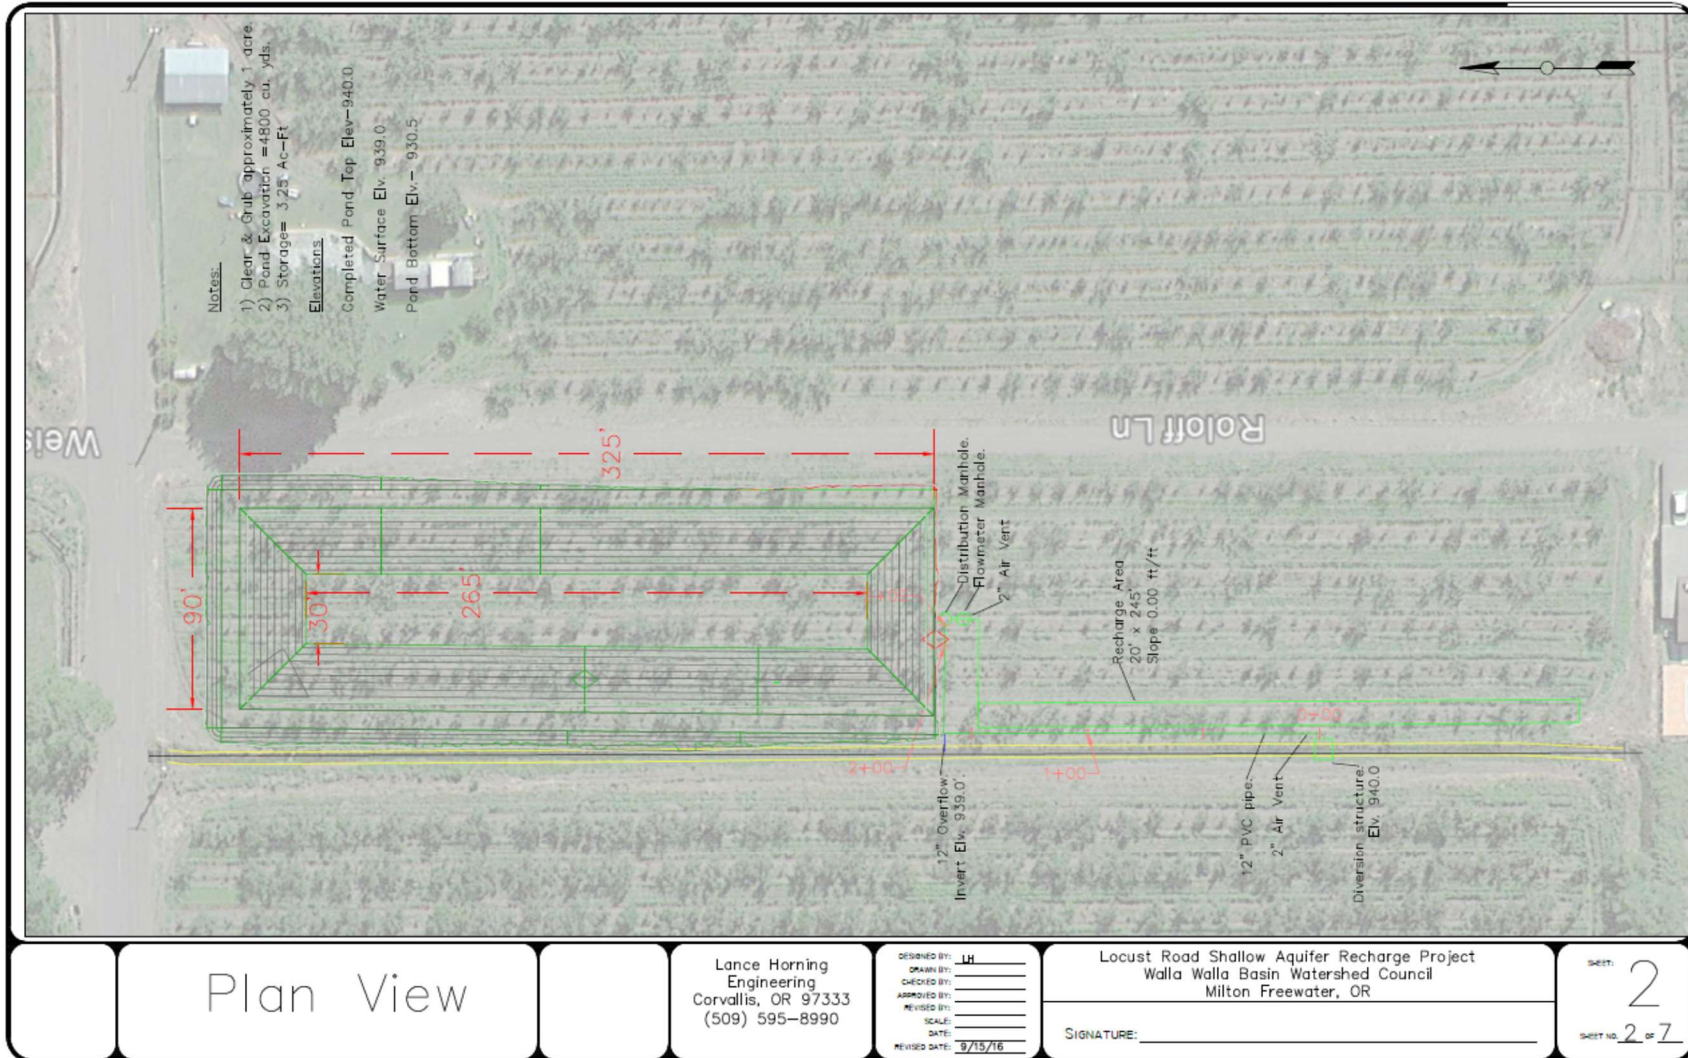 Notes:
1) Clear & Grub approximately 1 acre.
2) Pond Excavation =4800 cu. yds.
3) Storage= 3.25 Ac-Ft
Elevations
Completed Pond Top Elev-940.0
Water Surface Elv. 939.0
Pond Bottom Elv.- 930.5
Weis
Roloff Ln
325'
90'
30'
265'
Distribution Manhole.
Flowmeter Manhole.
2" Air Vent
Recharge Area
20' x 245'
Slope 0.00 ft/ft
0+00
2+00
1+00
12" Overflow
Invert Elv. 939.0'
12" PVC pipe.
2" Air Vent
Diversion structure.
Elv. 940.0
Plan View
Lance Horning
Engineering
Corvallis, OR 97333
(509) 595-8990
DESIGNED BY: LH
DRAWN BY:
CHECKED BY:
APPROVED BY:
REVISED BY:
SCALE:
DATE:
REVISED DATE: 9/15/16
Locust Road Shallow Aquifer Recharge Project
Walla Walla Basin Watershed Council
Milton Freewater, OR
SIGNATURE:
SHEET: 2
SHEET NO. 2 OF 7